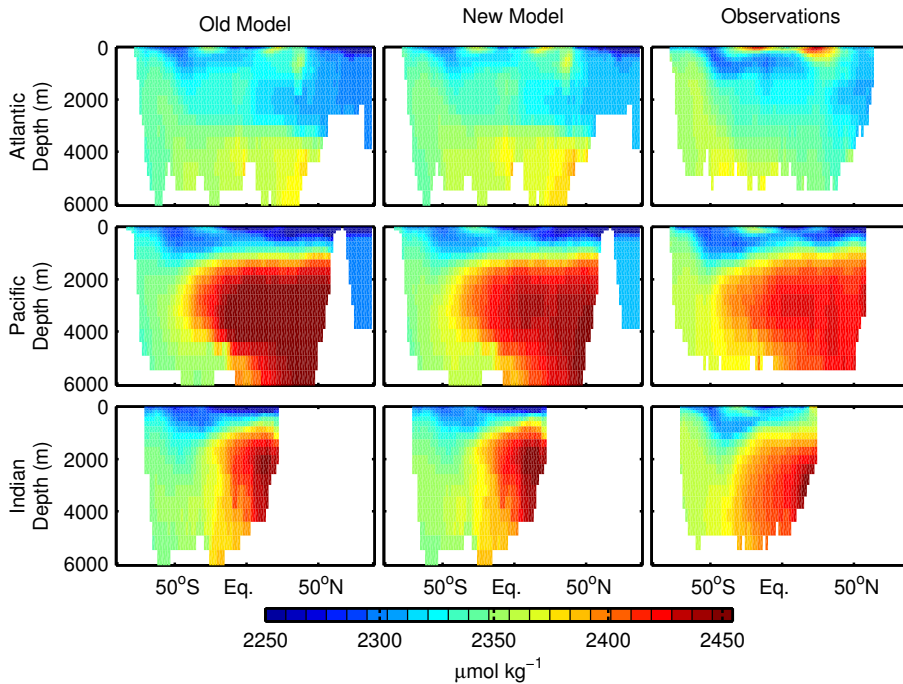 Old Model New Model Observations
Atlantic
Depth (m)
0
2000
4000
6000
Pacific
Depth (m)
0
2000
4000
6000
Indian
Depth (m)
0
2000
4000
6000
50°S Eq. 50°N 50°S Eq. 50°N 50°S Eq. 50°N
2250 2300 2350 2400 2450
μmol kg⁻¹